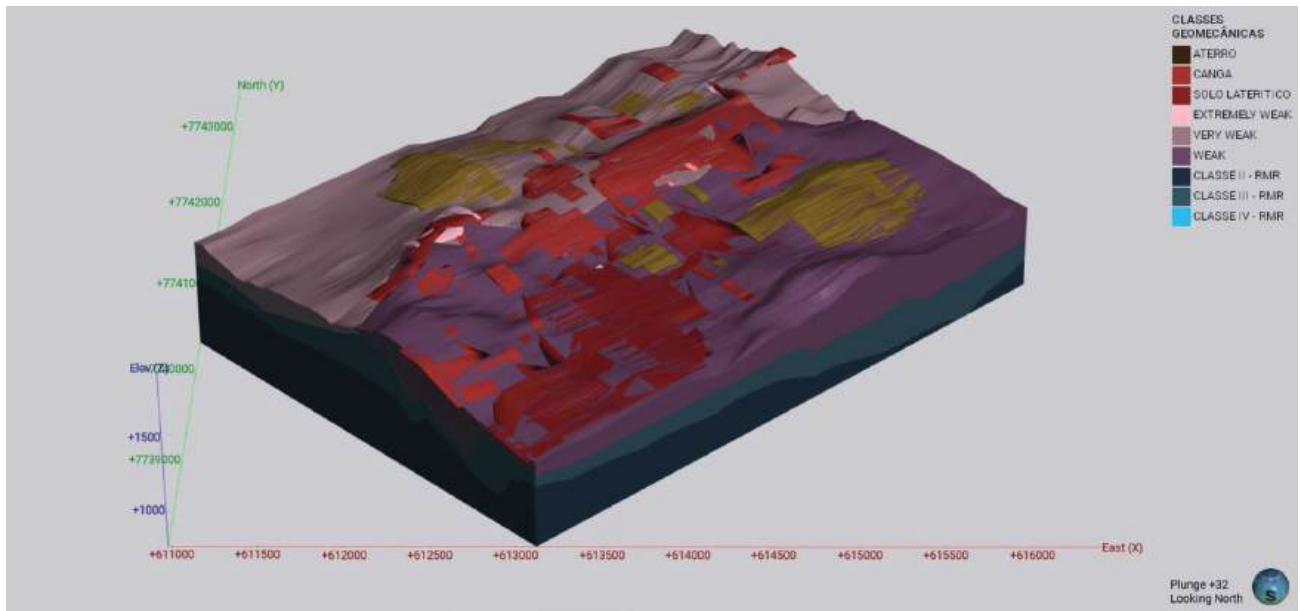 CLASSES
GEOMECÂNICAS
ATERRO
CANGA
SOLO LATERITICO
EXTREMELY WEAK
VERY WEAK
WEAK
CLASSE II - RMR
CLASSE III - RMR
CLASSE IV - RMR
North (Y)
+7743000
+7742000
+7741000
Elev (Z)
+1500
+7739000
+1000
+611000 +611500 +612000 +612500 +613000 +613500 +614000 +614500 +615000 +615500 +616000
East (X)
Plunge +32
Looking North
S